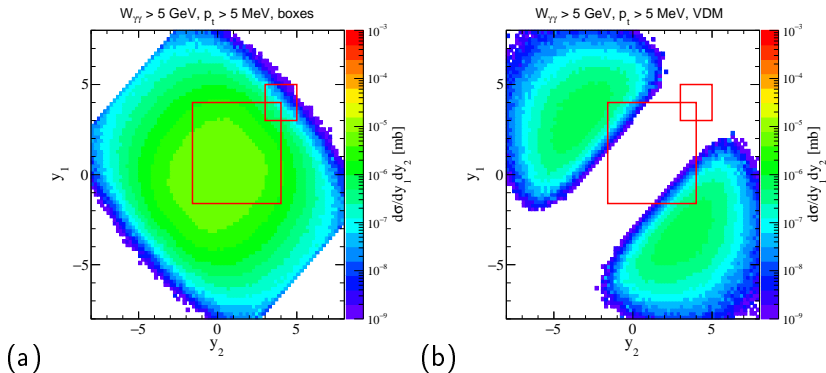 W_γγ > 5 GeV, p_t > 5 MeV, boxes
y_1
5
0
−5
−5
0
5
y_2
10^−3
10^−4
10^−5
10^−6
10^−7
10^−8
10^−9
dσ/dy_1dy_2 [mb]
(a)
W_γγ > 5 GeV, p_t > 5 MeV, VDM
y_1
5
0
−5
−5
0
5
y_2
10^−3
10^−4
10^−5
10^−6
10^−7
10^−8
10^−9
dσ/dy_1dy_2 [mb]
(b)